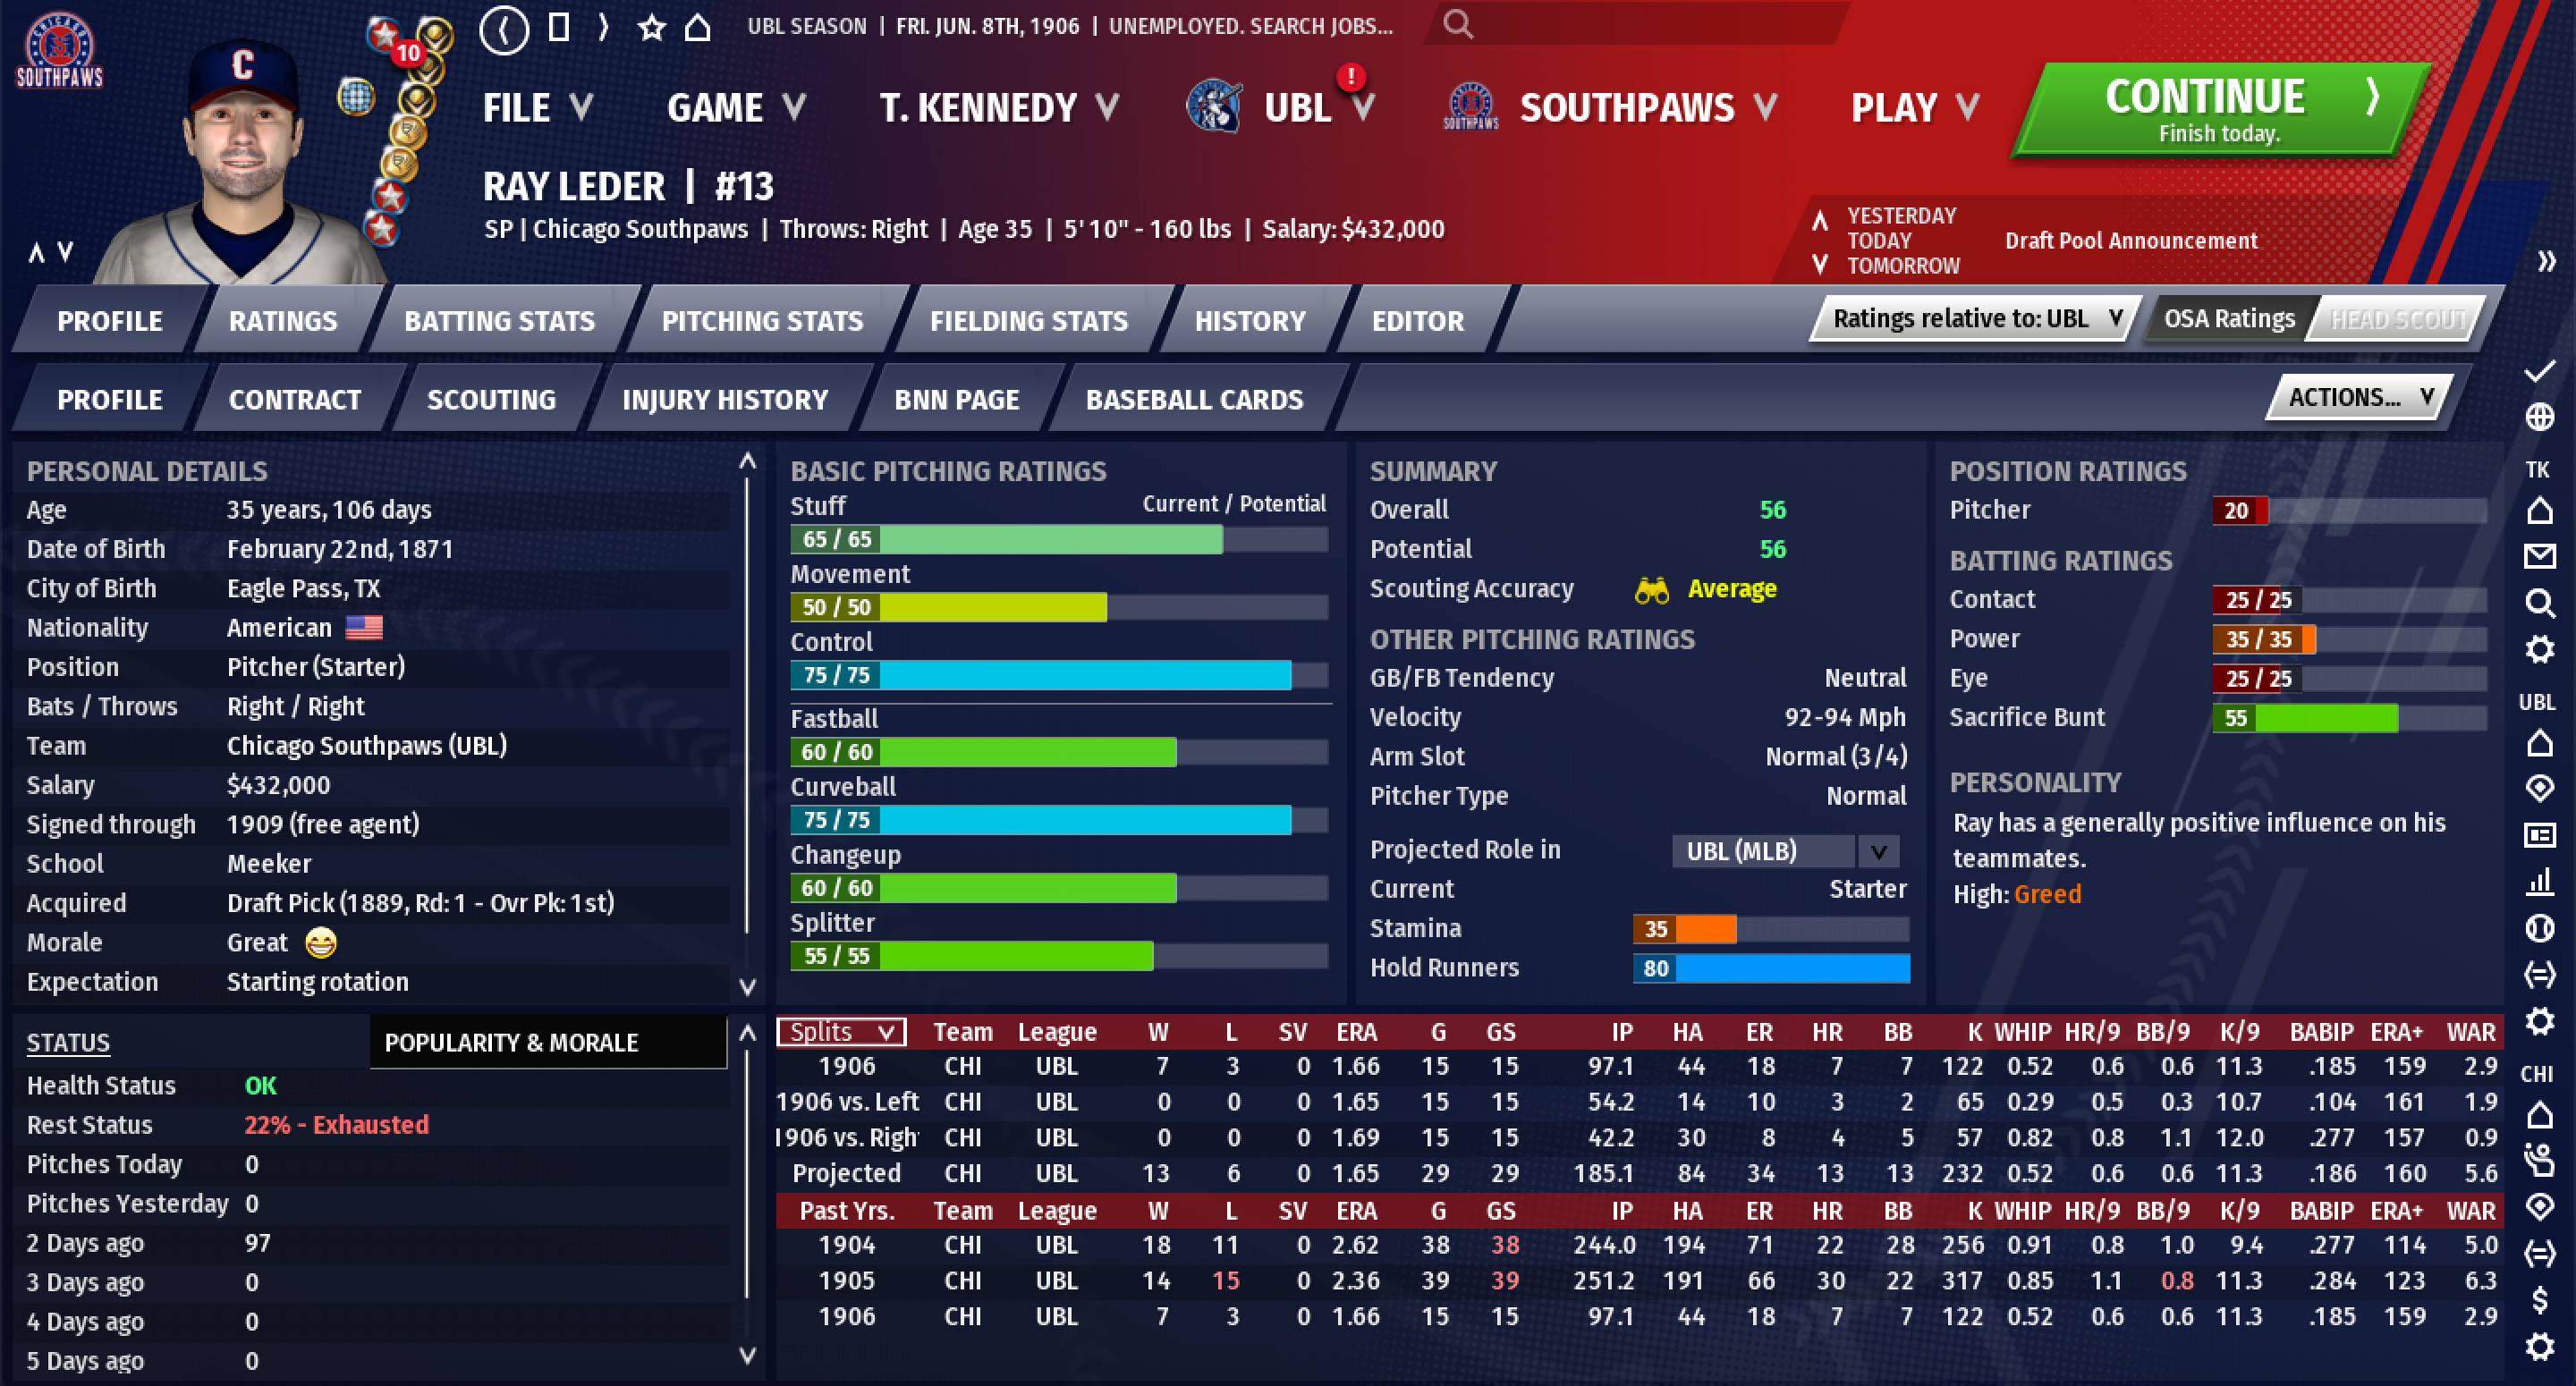 CHICAGO
SOUTHPAWS
C
10
UBL SEASON | FRI. JUN. 8TH, 1906 | UNEMPLOYED. SEARCH JOBS...
FILE GAME T. KENNEDY UBL ! SOUTHPAWS SOUTHPAWS PLAY
CONTINUE
Finish today.
RAY LEDER | #13
SP | Chicago Southpaws | Throws: Right | Age 35 | 5' 10" - 160 lbs | Salary: $432,000
YESTERDAY
TODAY Draft Pool Announcement
TOMORROW
PROFILE RATINGS BATTING STATS PITCHING STATS FIELDING STATS HISTORY EDITOR Ratings relative to: UBL OSA Ratings HEAD SCOUT
PROFILE CONTRACT SCOUTING INJURY HISTORY BNN PAGE BASEBALL CARDS ACTIONS...
PERSONAL DETAILS
Age 35 years, 106 days
Date of Birth February 22nd, 1871
City of Birth Eagle Pass, TX
Nationality American
Position Pitcher (Starter)
Bats / Throws Right / Right
Team Chicago Southpaws (UBL)
Salary $432,000
Signed through 1909 (free agent)
School Meeker
Acquired Draft Pick (1889, Rd: 1 - Ovr Pk: 1st)
Morale Great
Expectation Starting rotation
BASIC PITCHING RATINGS
Stuff Current / Potential
65 / 65
Movement
50 / 50
Control
75 / 75
Fastball
60 / 60
Curveball
75 / 75
Changeup
60 / 60
Splitter
55 / 55
SUMMARY
Overall 56
Potential 56
Scouting Accuracy Average
OTHER PITCHING RATINGS
GB/FB Tendency Neutral
Velocity 92-94 Mph
Arm Slot Normal (3/4)
Pitcher Type Normal
Projected Role in UBL (MLB)
Current Starter
Stamina 35
Hold Runners 80
POSITION RATINGS
Pitcher 20
BATTING RATINGS
Contact 25 / 25
Power 35 / 35
Eye 25 / 25
Sacrifice Bunt 55
PERSONALITY
Ray has a generally positive influence on his
teammates.
High: Greed
TK
UBL
CHI
STATUS POPULARITY & MORALE
Health Status OK
Rest Status 22% - Exhausted
Pitches Today 0
Pitches Yesterday 0
2 Days ago 97
3 Days ago 0
4 Days ago 0
5 Days ago 0
Splits Team League W L SV ERA G GS IP HA ER HR BB K WHIP HR/9 BB/9 K/9 BABIP ERA+ WAR
1906 CHI UBL 7 3 0 1.66 15 15 97.1 44 18 7 7 122 0.52 0.6 0.6 11.3 .185 159 2.9
1906 vs. Left CHI UBL 0 0 0 1.65 15 15 54.2 14 10 3 2 65 0.29 0.5 0.3 10.7 .104 161 1.9
1906 vs. Righ CHI UBL 0 0 0 1.69 15 15 42.2 30 8 4 5 57 0.82 0.8 1.1 12.0 .277 157 0.9
Projected CHI UBL 13 6 0 1.65 29 29 185.1 84 34 13 13 232 0.52 0.6 0.6 11.3 .186 160 5.6
Past Yrs. Team League W L SV ERA G GS IP HA ER HR BB K WHIP HR/9 BB/9 K/9 BABIP ERA+ WAR
1904 CHI UBL 18 11 0 2.62 38 38 244.0 194 71 22 28 256 0.91 0.8 1.0 9.4 .277 114 5.0
1905 CHI UBL 14 15 0 2.36 39 39 251.2 191 66 30 22 317 0.85 1.1 0.8 11.3 .284 123 6.3
1906 CHI UBL 7 3 0 1.66 15 15 97.1 44 18 7 7 122 0.52 0.6 0.6 11.3 .185 159 2.9